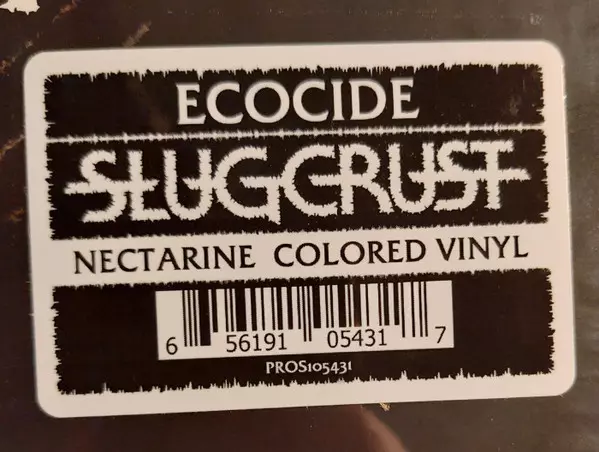 ECOCIDE
SLUGCRUST
NECTARINE COLORED VINYL
6 56191 05431 7
PROS105431